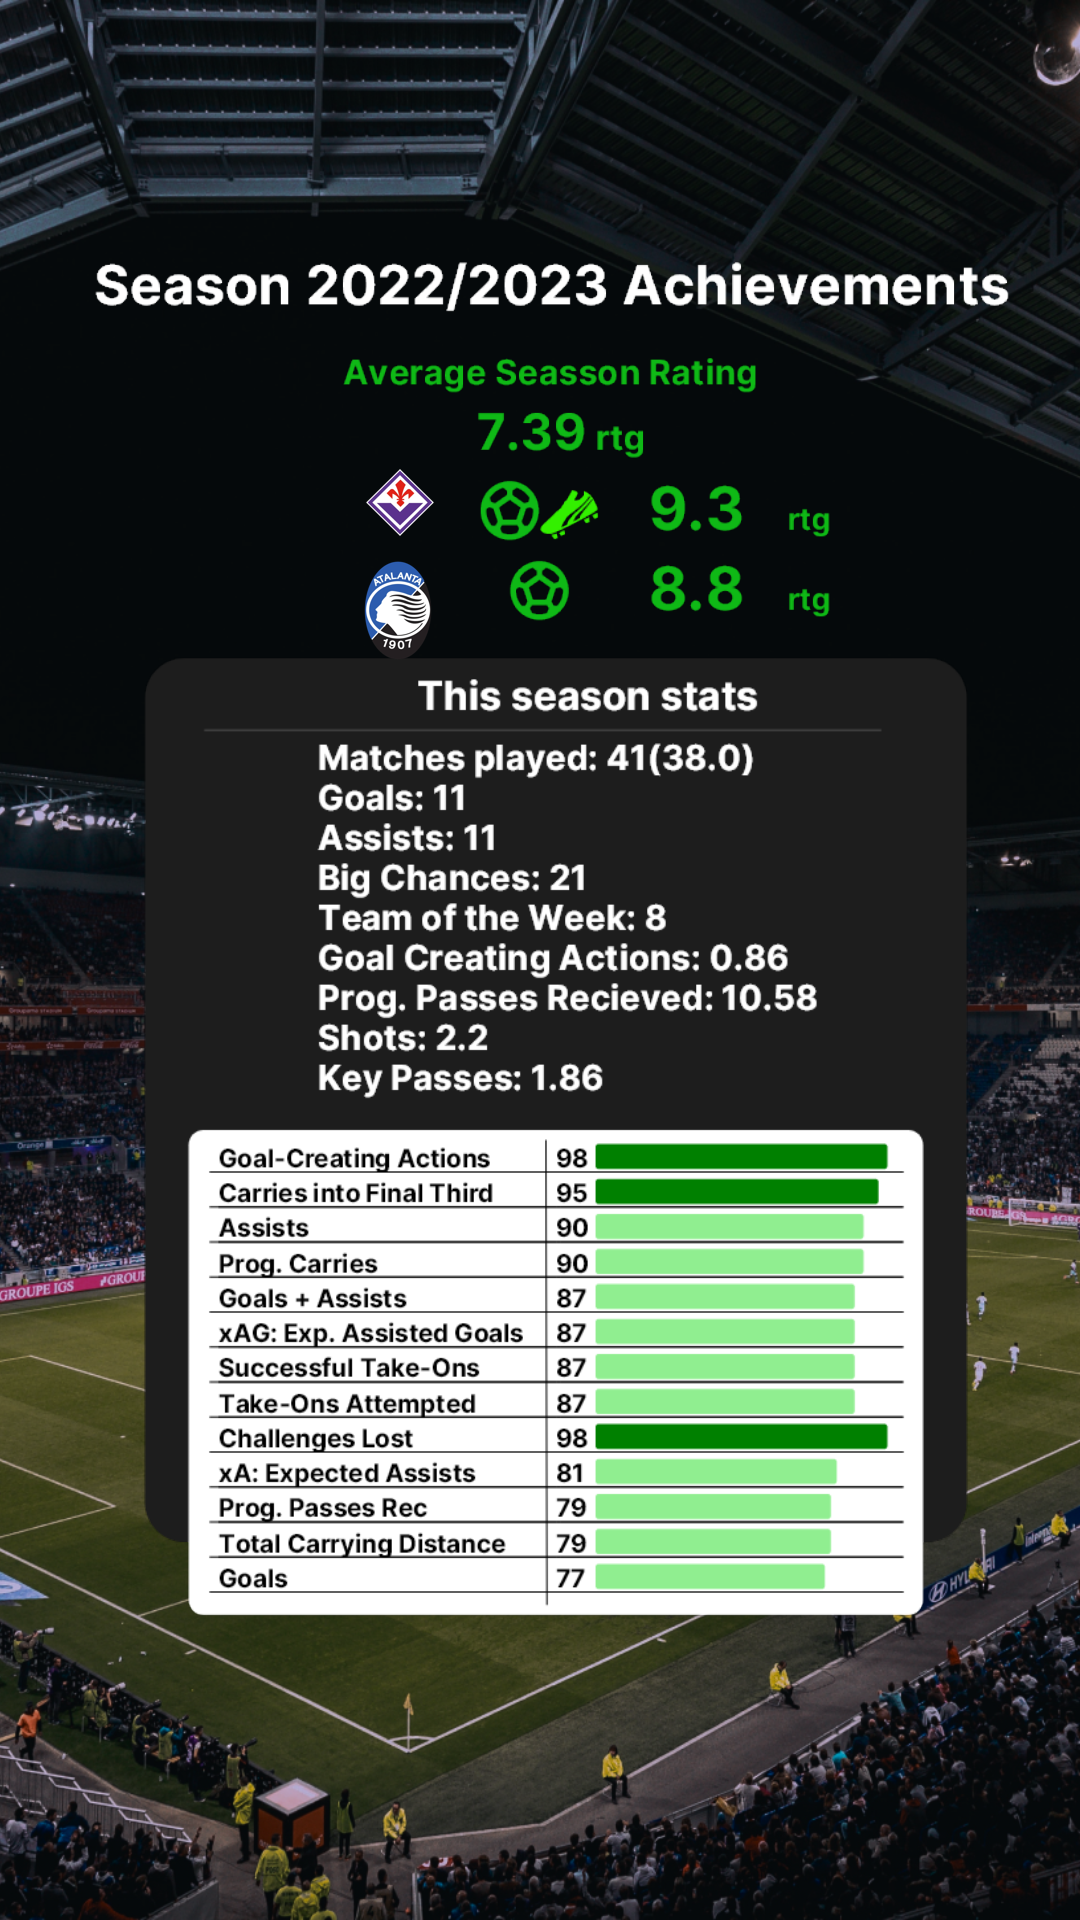 Season 2022/2023 Achievements
Average Seasson Rating
7.39 rtg
9.3 rtg
ATALANTA
1907
8.8 rtg
This season stats
Matches played: 41(38.0)
Goals: 11
Assists: 11
Big Chances: 21
Team of the Week: 8
Goal Creating Actions: 0.86
Prog. Passes Recieved: 10.58
Shots: 2.2
Key Passes: 1.86
Goal-Creating Actions 98
Carries into Final Third 95
Assists 90
Prog. Carries 90
Goals + Assists 87
xAG: Exp. Assisted Goals 87
Successful Take-Ons 87
Take-Ons Attempted 87
Challenges Lost 98
xA: Expected Assists 81
Prog. Passes Rec 79
Total Carrying Distance 79
Goals 77
Groupama stadium
Orange
GROUPE IGS #GROU